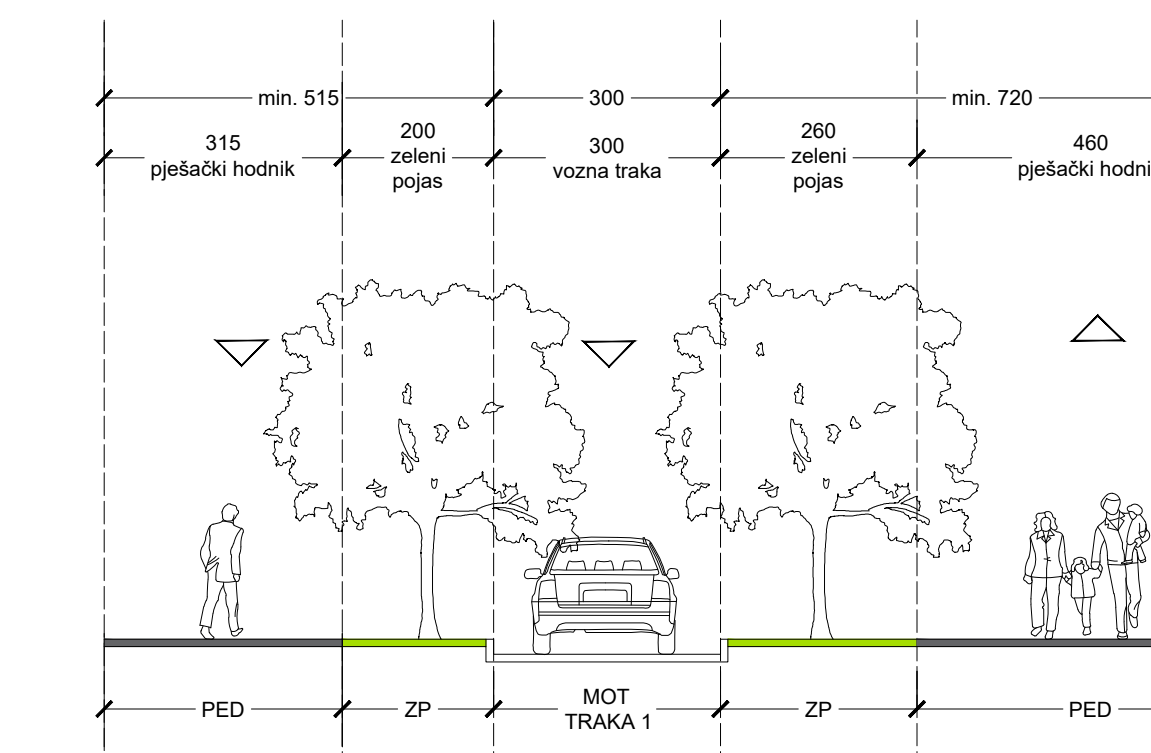 min. 515
300
min. 720
315
pješački hodnik
200
zeleni
pojas
300
vozna traka
260
zeleni
pojas
460
pješački hodni
PED
ZP
MOT
TRAKA 1
ZP
PED